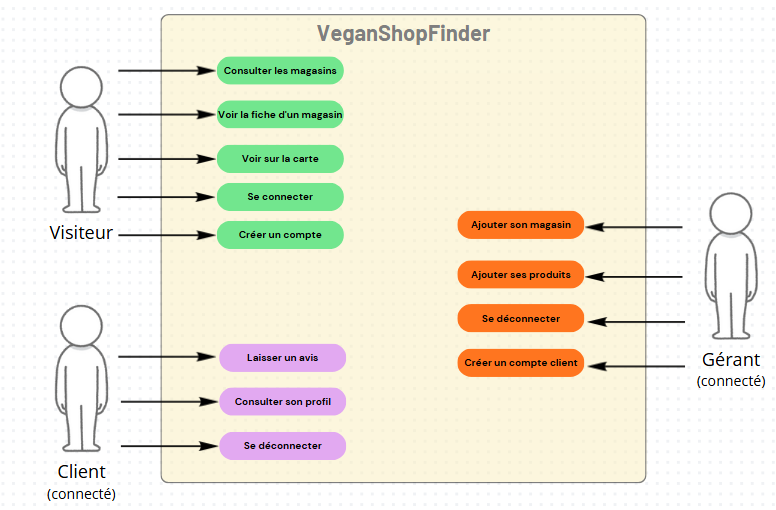 VeganShopFinder
Consulter les magasins
Voir la fiche d'un magasin
Voir sur la carte
Se connecter
Créer un compte
Visiteur
Ajouter son magasin
Ajouter ses produits
Se déconnecter
Créer un compte client
Gérant
(connecté)
Laisser un avis
Consulter son profil
Se déconnecter
Client
(connecté)